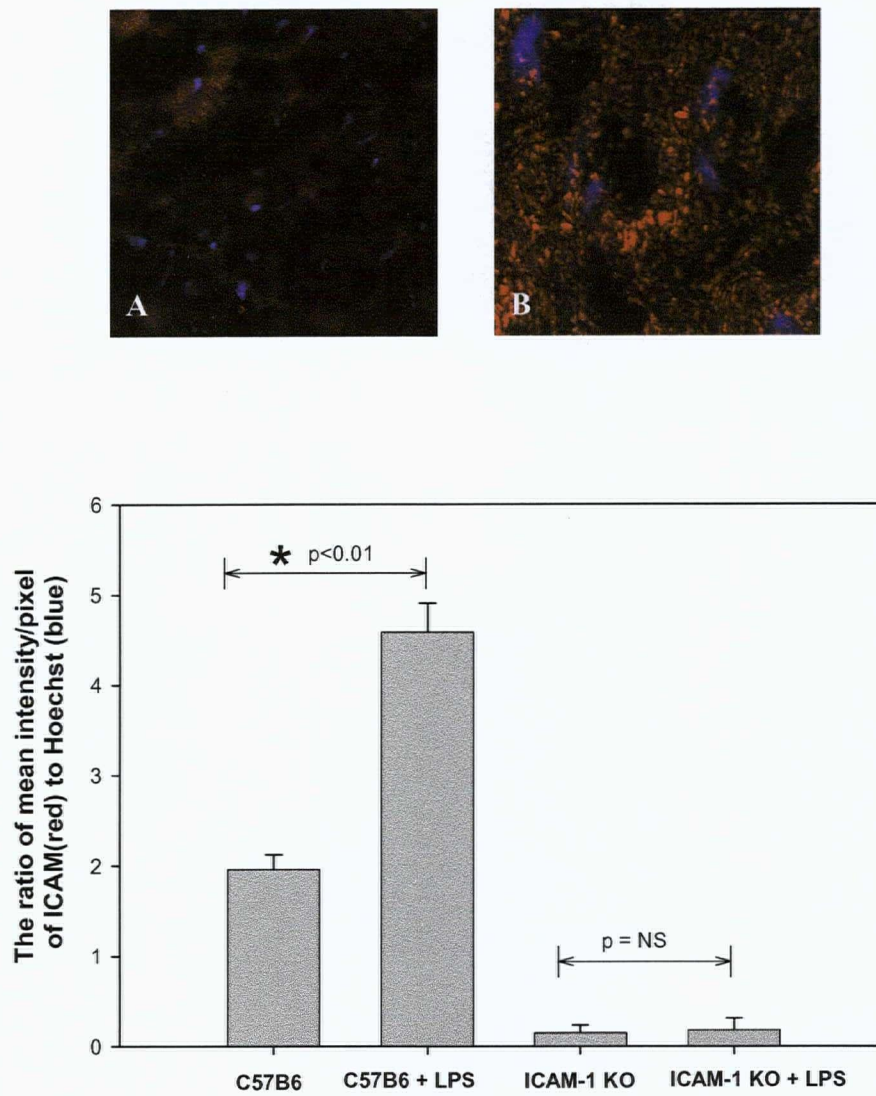 A
B
The ratio of mean intensity/pixel
of ICAM(red) to Hoechst (blue)
6
5
4
3
2
1
0
* p<0.01
p = NS
C57B6
C57B6 + LPS
ICAM-1 KO
ICAM-1 KO + LPS